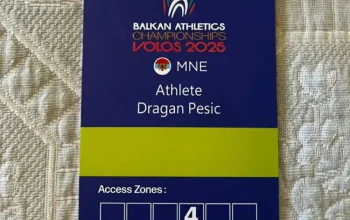 BALKAN ATHLETICS
CHAMPIONSHIPS
VOLOS 2025
MNE
Athlete
Dragan Pesic
Access Zones :
4